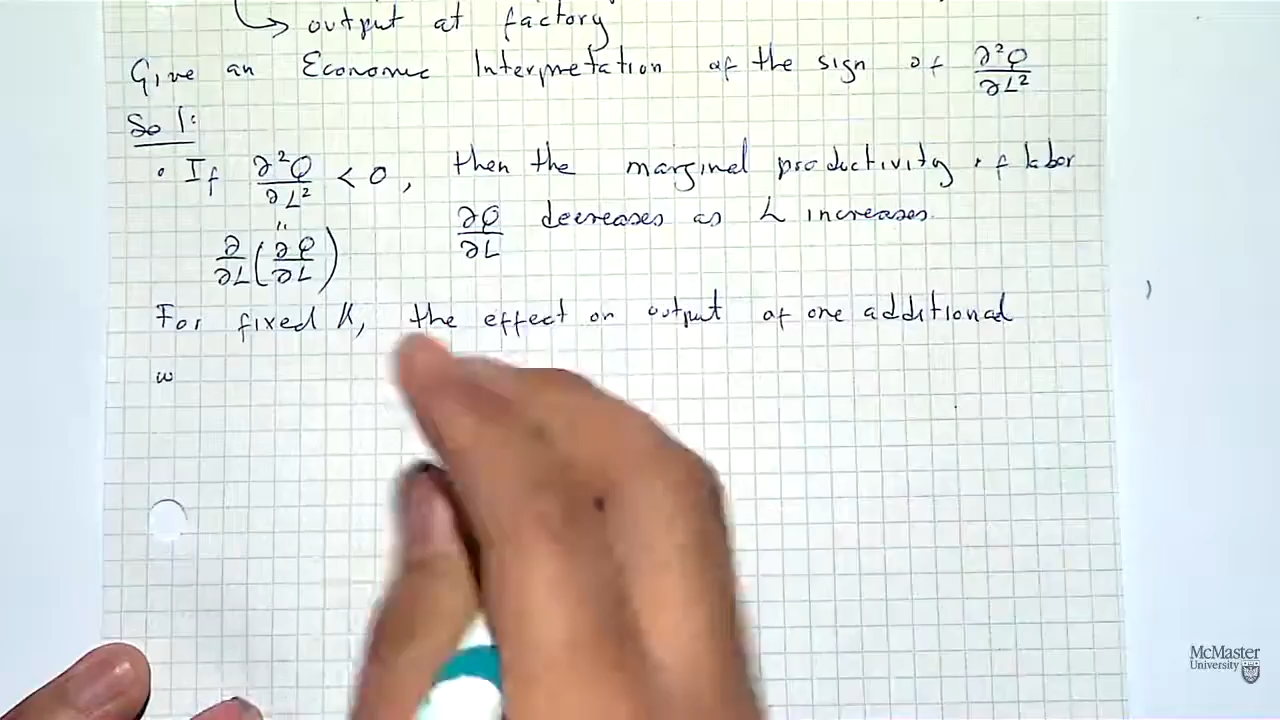 ↳ output at factory
Give an Economic Interpretation of the sign of ∂²Q/∂L²
Sol:
• If ∂²Q/∂L² < 0, then the marginal productivity of labor
∂/∂L(∂Q/∂L) ∂Q/∂L decreases as L increases.
For fixed K, the effect on output of one additional
w
McMaster
University